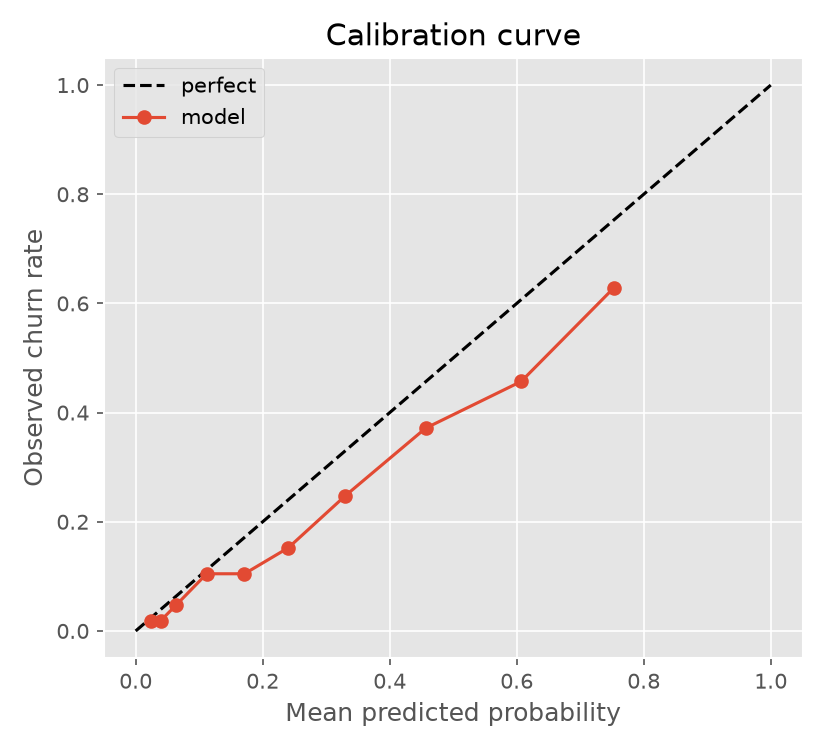 Calibration curve
perfect
model
1.0
0.8
0.6
0.4
0.2
0.0
Observed churn rate
0.0 0.2 0.4 0.6 0.8 1.0
Mean predicted probability